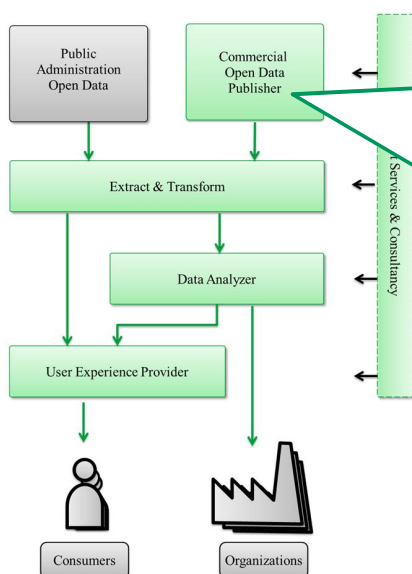 Public
Administration
Open Data
Commercial
Open Data
Publisher
Extract & Transform
Services & Consultancy
Data Analyzer
User Experience Provider
Consumers
Organizations